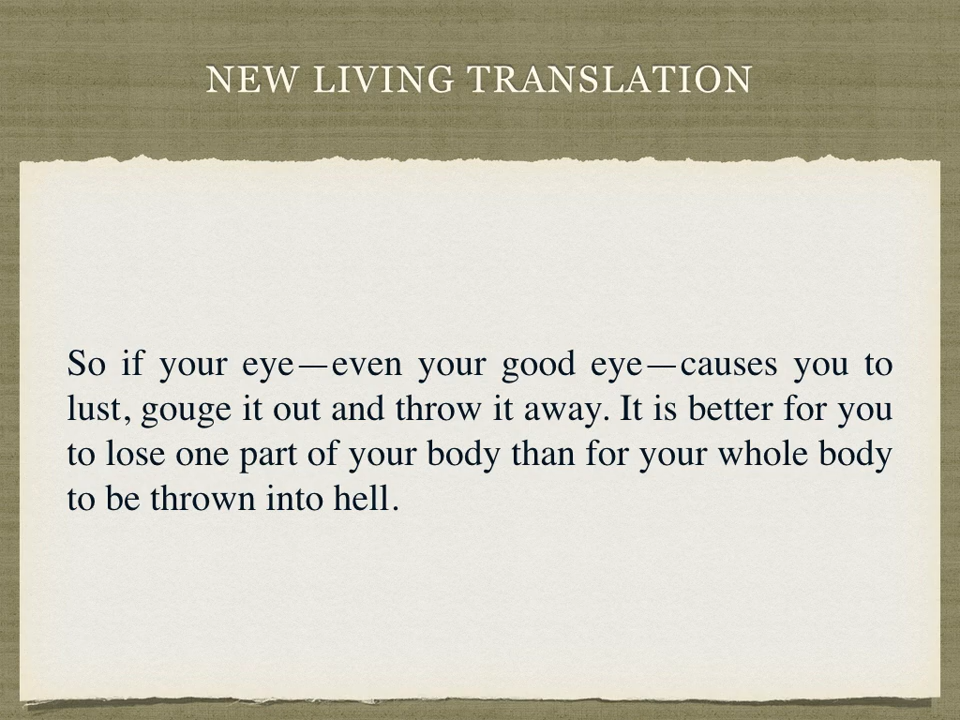 NEW LIVING TRANSLATION
So if your eye—even your good eye—causes you to
lust, gouge it out and throw it away. It is better for you
to lose one part of your body than for your whole body
to be thrown into hell.